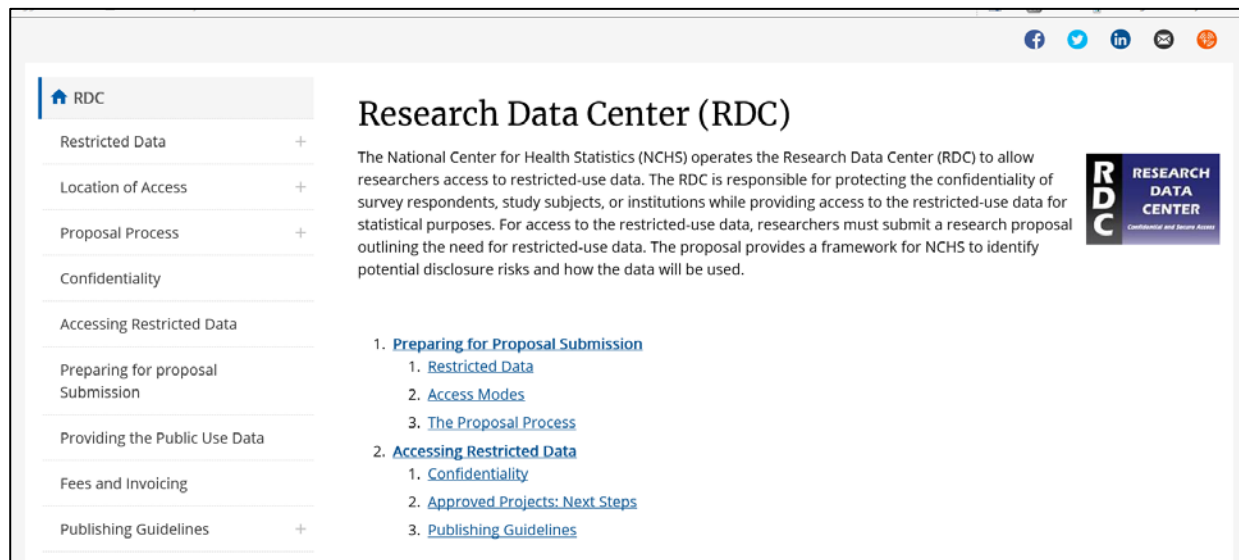 RDC
Restricted Data
Location of Access
Proposal Process
Confidentiality
Accessing Restricted Data
Preparing for proposal
Submission
Providing the Public Use Data
Fees and Invoicing
Publishing Guidelines
Research Data Center (RDC)
The National Center for Health Statistics (NCHS) operates the Research Data Center (RDC) to allow
researchers access to restricted-use data. The RDC is responsible for protecting the confidentiality of
survey respondents, study subjects, or institutions while providing access to the restricted-use data for
statistical purposes. For access to the restricted-use data, researchers must submit a research proposal
outlining the need for restricted-use data. The proposal provides a framework for NCHS to identify
potential disclosure risks and how the data will be used.
RDC
RESEARCH
DATA
CENTER
Confidential and Secure Access
1. Preparing for Proposal Submission
1. Restricted Data
2. Access Modes
3. The Proposal Process
2. Accessing Restricted Data
1. Confidentiality
2. Approved Projects: Next Steps
3. Publishing Guidelines